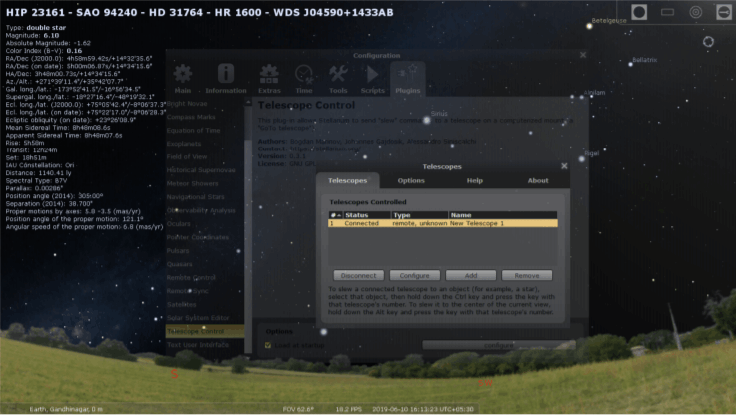 HIP 23161 - SAO 94240 - HD 31764 - HR 1600 - WDS J04590+1433AB
Type: double star
Magnitude: 6.10
Absolute Magnitude: -1.62
Color Index (B-V): 0.16
RA/Dec (J2000.0): 4h58m59.42s/+14°32'35.6"
RA/Dec (on date): 5h00m06.87s/+14°34'15.6"
HA/Dec: 3h48m00.73s/+14°34'15.6"
Az./Alt.: +271°39'11.4"/+35°42'07.7"
Gal. long./lat.: -173°52'41.5"/-16°56'34.5"
Supergal. long./lat.: -18°27'16.4"/-48°19'32.1"
Ecl. long./lat. (J2000.0): +75°05'42.4"/-8°06'37.3"
Ecl. long./lat. (on date): +75°22'17.0"/-8°06'28.9"
Ecliptic obliquity (on date): +23°26'08.9"
Mean Sidereal Time: 8h48m08.6s
Apparent Sidereal Time: 8h48m07.6s
Rise: 5h58m
Transit: 12h24m
Set: 18h51m
IAU Constellation: Ori
Distance: 1140.41 ly
Spectral Type: B7V
Parallax: 0.00286"
Position angle (2014): 305.00°
Separation (2014): 38.700"
Proper motions by axes: 5.8 -3.5 (mas/yr)
Position angle of the proper motion: 121.1°
Angular speed of the proper motion: 6.8 (mas/yr)
Betelgeuse
Bellatrix
Rigel
Sirius
Configuration
Main Information Extras Time Tools Scripts Plugins
Bright Novae
Compass Marks
Equation of Time
Exoplanets
Field of View
Historical Supernovae
Meteor Showers
Navigational Stars
Observability Analysis
Oculars
Pointer Coordinates
Pulsars
Quasars
Remote Control
Remote Sync
Satellites
Solar System Editor
Telescope Control
Text User Interface
Telescope Control
Telescopes
Telescopes Options Help About
Telescopes Controlled
# Status Type Name
1 Connected remote, unknown New Telescope 1
Disconnect Configure Add Remove
To slew a connected telescope to an object (for example, a star),
select that object, then hold down the Ctrl key and press the key with
that telescope's number. To slew it to the center of the current view,
hold down the Alt key and press the key with that telescope's number.
Options
Load at startup
configure
S
Earth, Gandhinagar, 0 m FOV 62.6° 18.2 FPS 2019-06-10 16:13:23 UTC+05:30